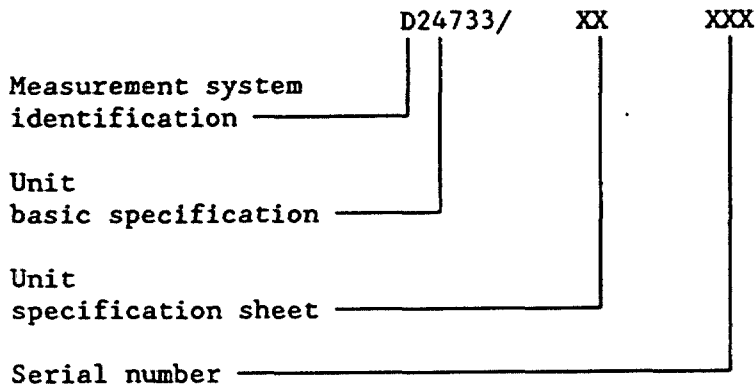 D24733/ XX XXX
Measurement system
identification
Unit
basic specification
Unit
specification sheet
Serial number